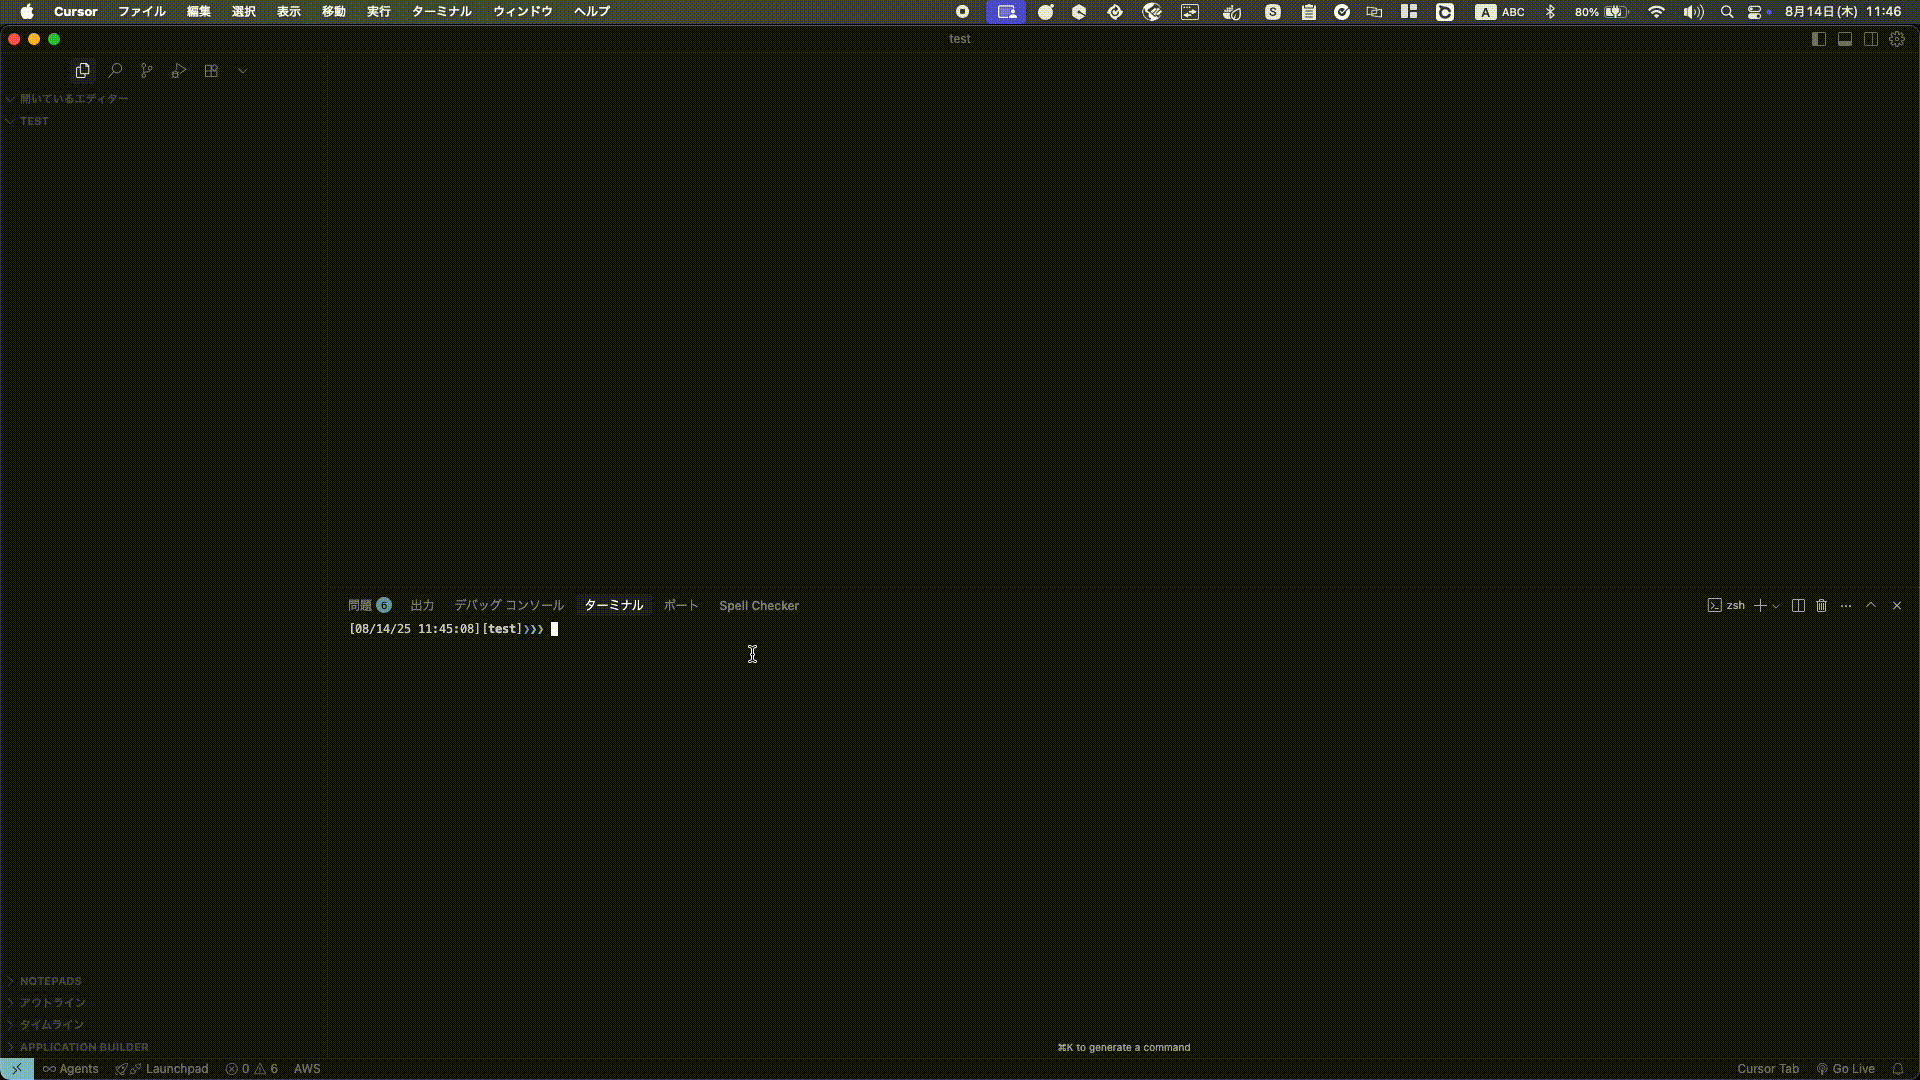 Cursor ファイル 編集 選択 表示 移動 実行 ターミナル ウィンドウ ヘルプ A ABC 80% 8月14日(木) 11:46
test
開いているエディター
TEST
問題 6 出力 デバッグ コンソール ターミナル ポート Spell Checker zsh
[08/14/25 11:45:08][test]❯❯❯
NOTEPADS
アウトライン
タイムライン
APPLICATION BUILDER
⌘K to generate a command
Agents Launchpad 0 6 AWS Cursor Tab Go Live